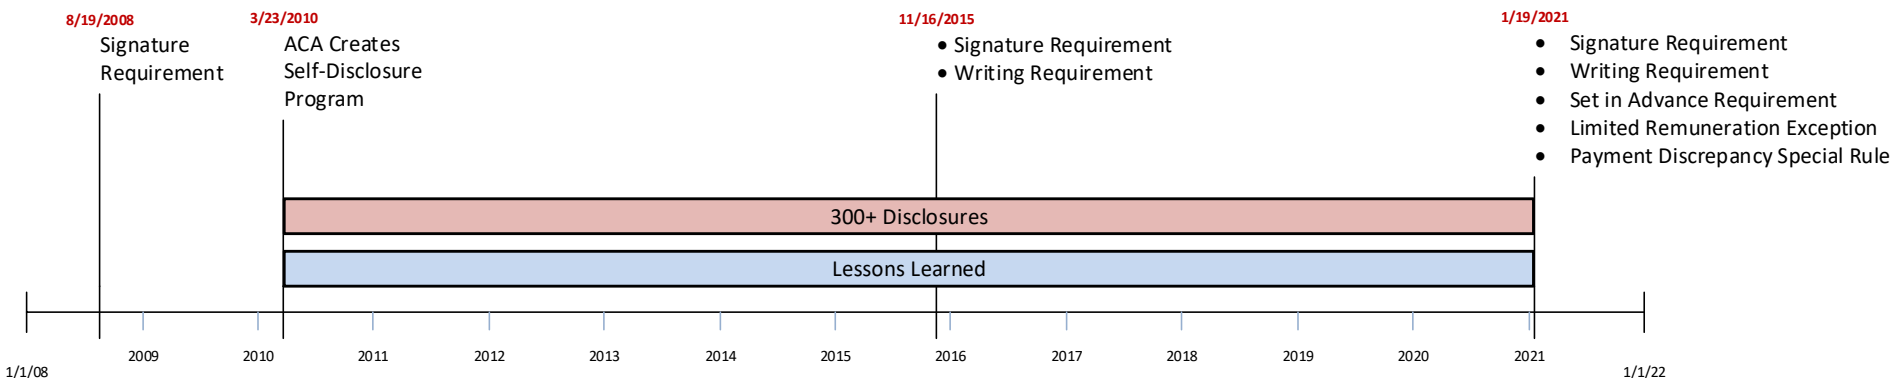 8/19/2008
Signature
Requirement
3/23/2010
ACA Creates
Self-Disclosure
Program
11/16/2015
• Signature Requirement
• Writing Requirement
1/19/2021
• Signature Requirement
• Writing Requirement
• Set in Advance Requirement
• Limited Remuneration Exception
• Payment Discrepancy Special Rule
300+ Disclosures
Lessons Learned
2009 2010 2011 2012 2013 2014 2015 2016 2017 2018 2019 2020 2021
1/1/08 1/1/22